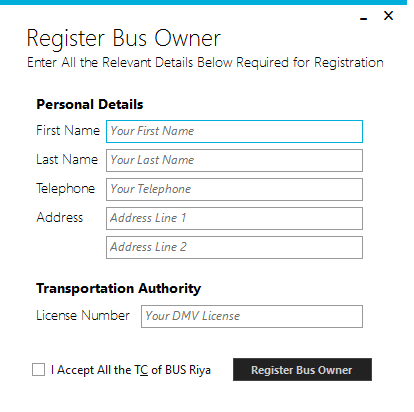 Register Bus Owner
Enter All the Relevant Details Below Required for Registration
Personal Details
First Name Your First Name
Last Name Your Last Name
Telephone Your Telephone
Address Address Line 1
Address Line 2
Transportation Authority
License Number Your DMV License
I Accept All the TC of BUS Riya Register Bus Owner